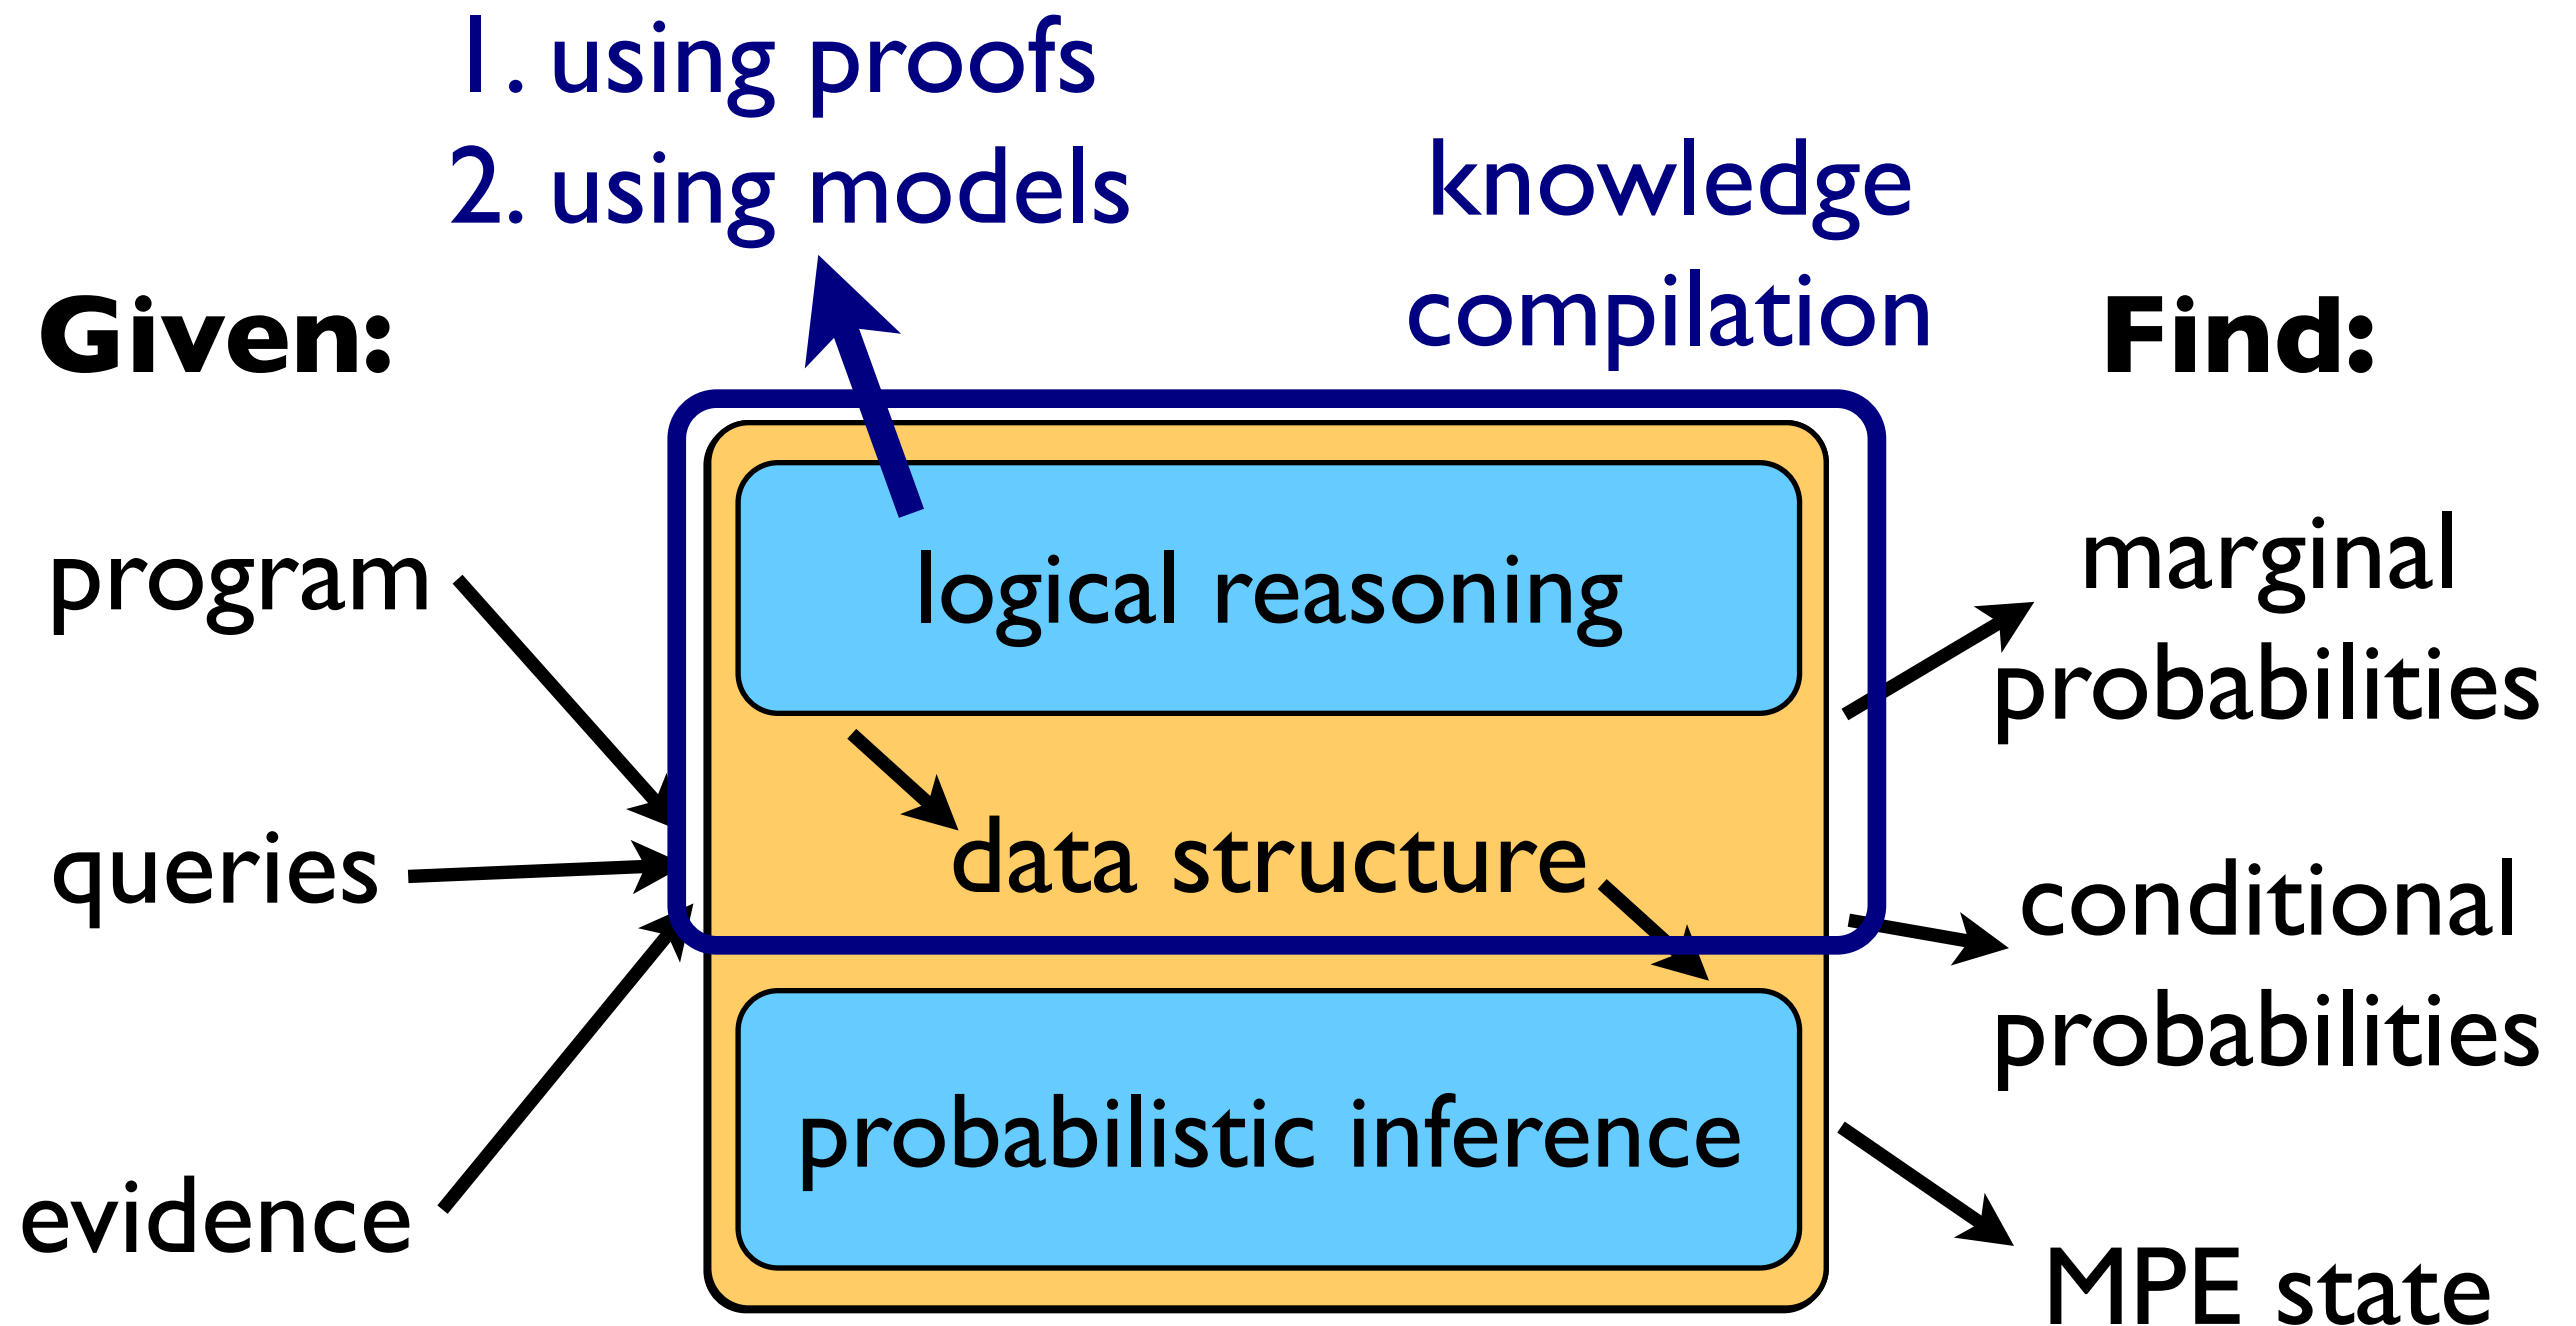 1. using proofs
2. using models
knowledge
compilation
Given:
Find:
program
queries
evidence
logical reasoning
data structure
probabilistic inference
marginal
probabilities
conditional
probabilities
MPE state